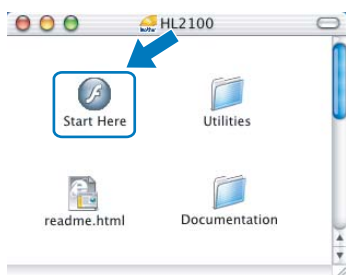 HL2100
Start Here
Utilities
readme.html
Documentation